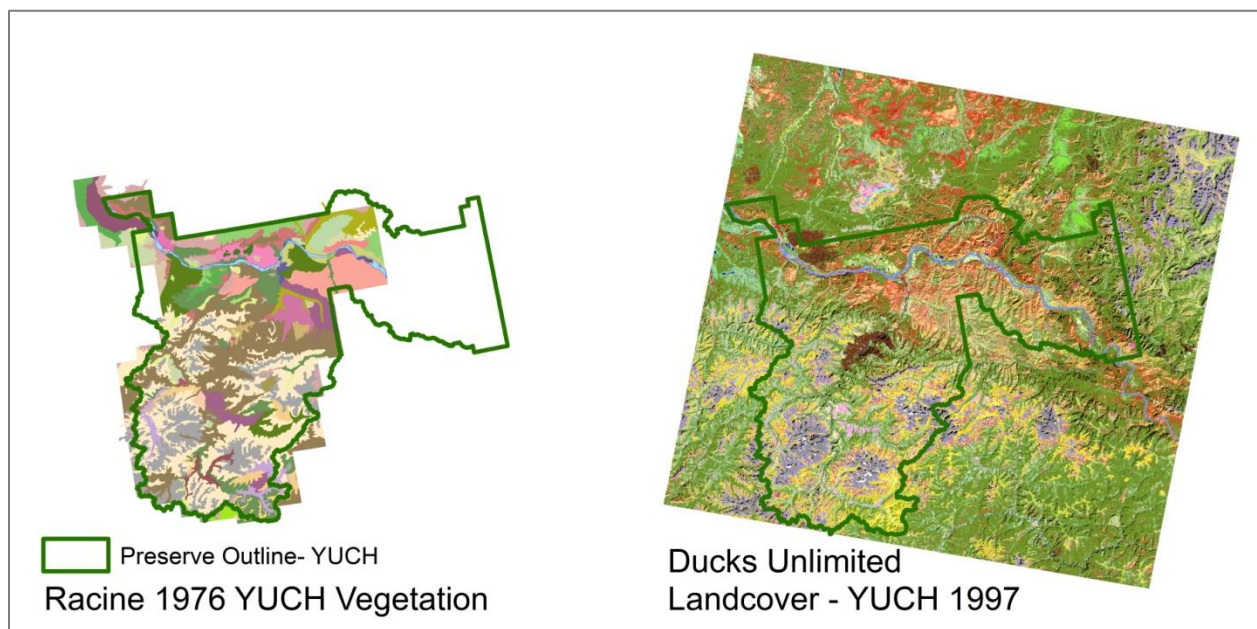 Preserve Outline- YUCH
Racine 1976 YUCH Vegetation
Ducks Unlimited
Landcover - YUCH 1997